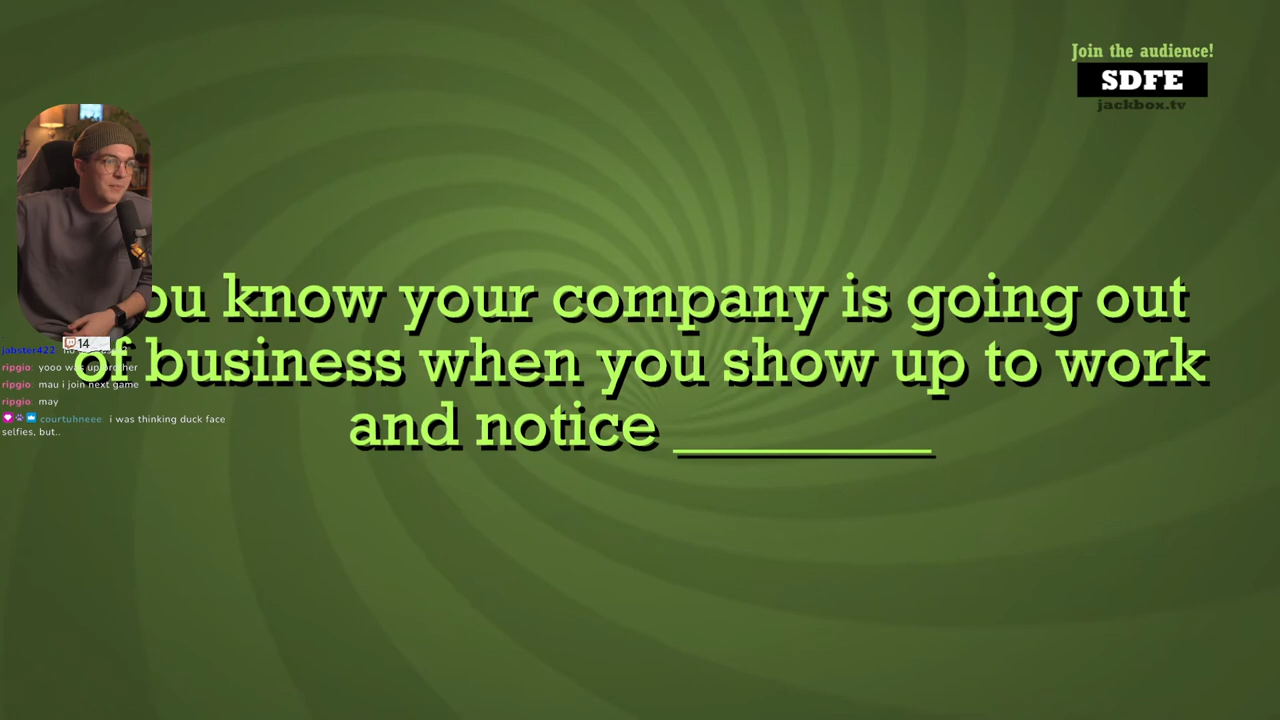 Join the audience!
SDFE
jackbox.tv
ou know your company is going out
of business when you show up to work
and notice __________
14
jabster422
ripgio: yooo was up brother
ripgio: mau i join next game
ripgio: may
courtuhneee: i was thinking duck face
selfies, but..